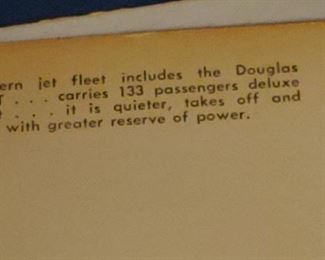 ern jet fleet includes the Douglas
T . . . carries 133 passengers deluxe
t . . . it is quieter, takes off and
with greater reserve of power.